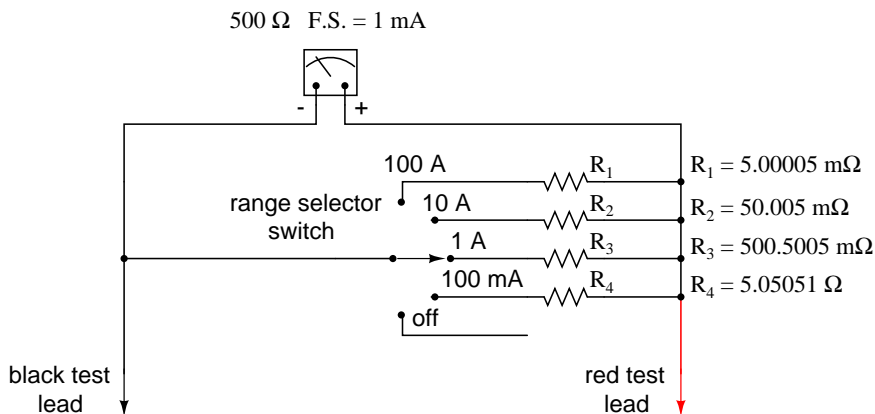 500 Ω F.S. = 1 mA
- +
100 A
R₁
R₁ = 5.00005 mΩ
range selector
switch
10 A
R₂
R₂ = 50.005 mΩ
1 A
R₃
R₃ = 500.5005 mΩ
100 mA
R₄
R₄ = 5.05051 Ω
off
black test
lead
red test
lead